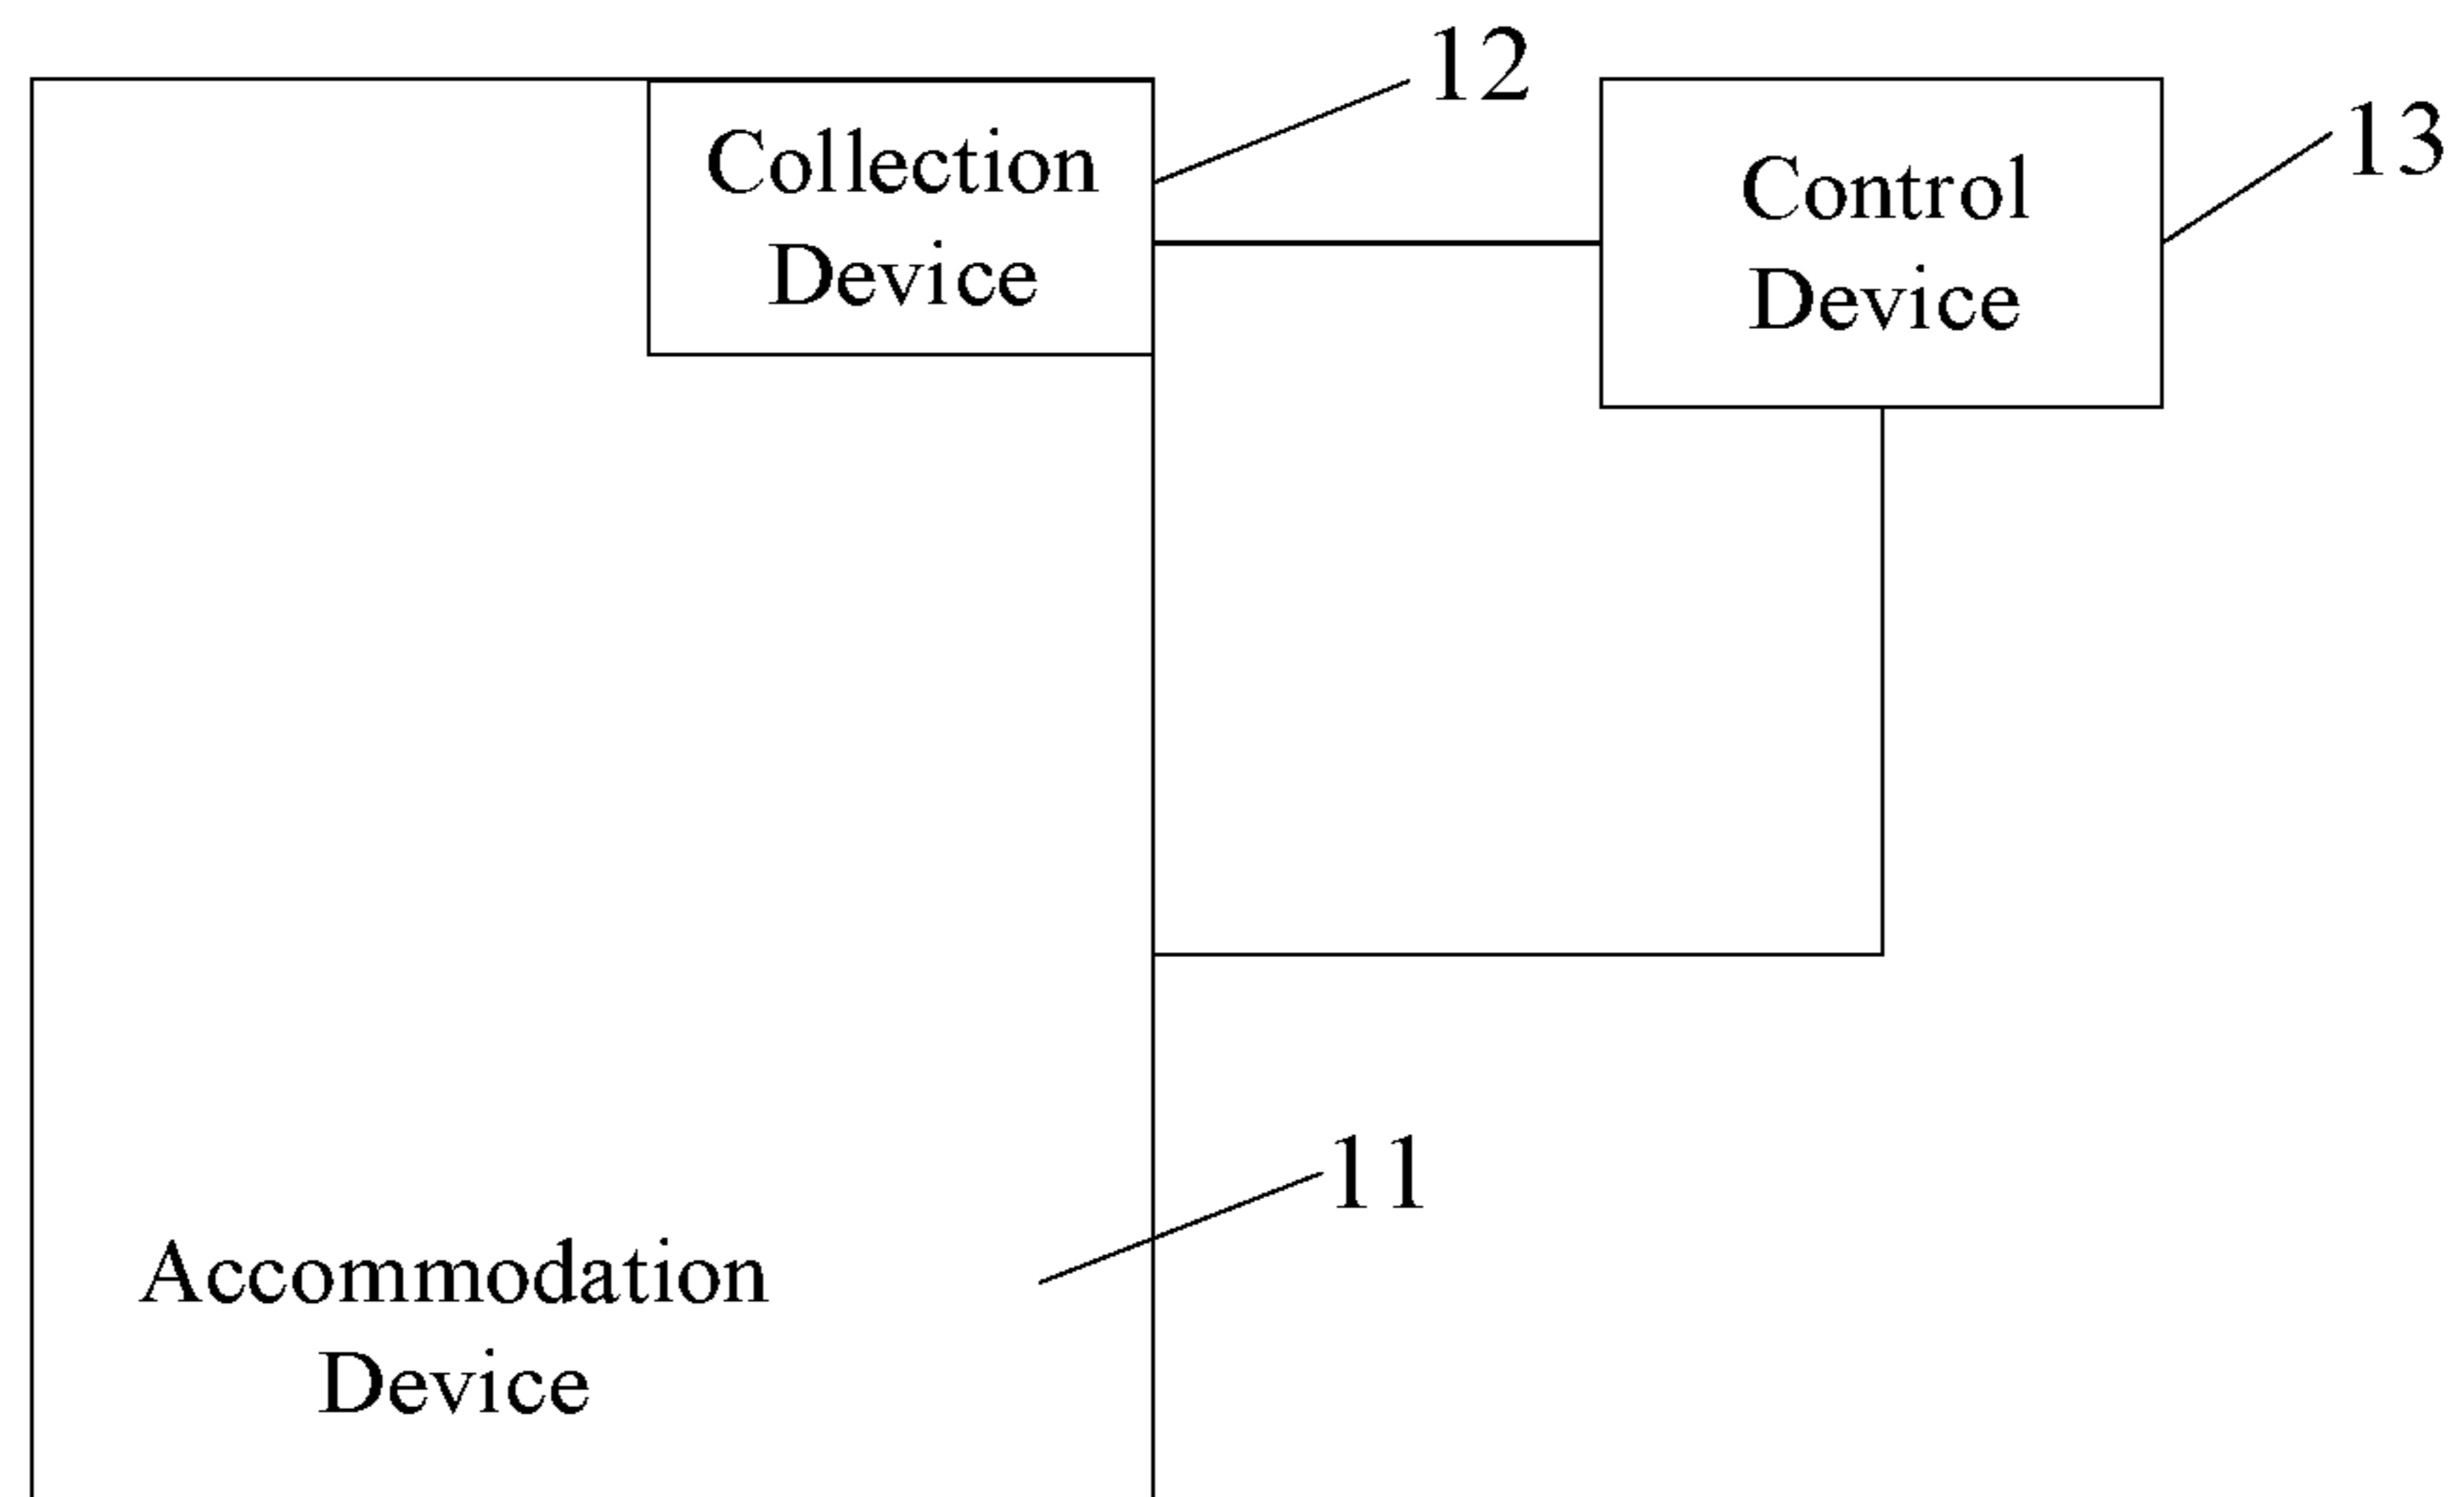 12
Collection
Device
Control
Device
13
11
Accommodation
Device